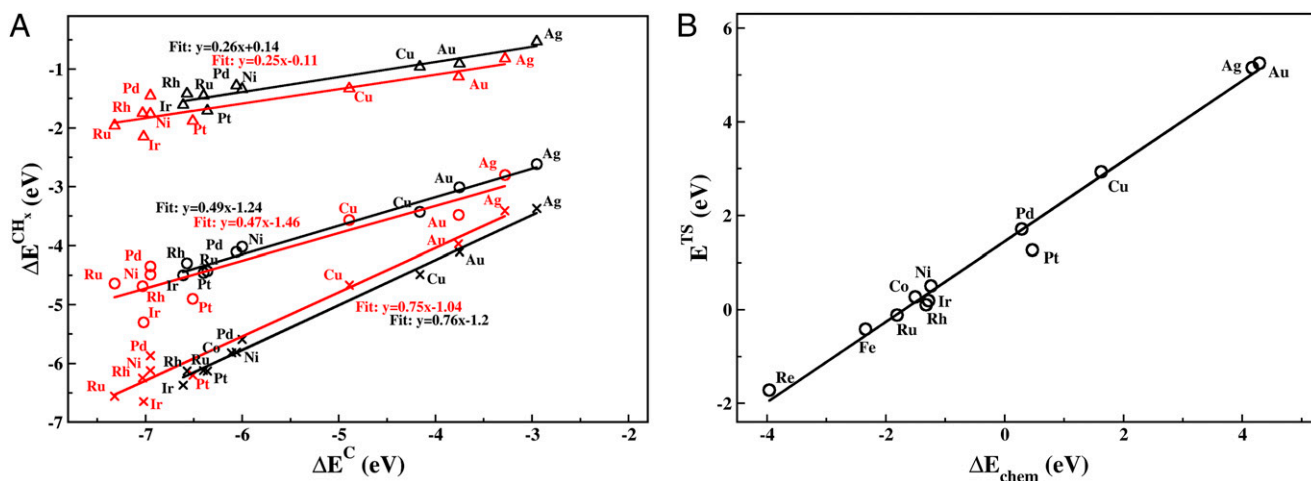 A
B
ΔE^CHx (eV)
-1
-2
-3
-4
-5
-6
-7
Fit: y=0.26x+0.14
Fit: y=0.25x-0.11
Ag
Au
Cu
Ag
Au
Cu
Pd
Ni
Rh
Ru
Ir
Pt
Pd
Rh
Ni
Pt
Ru
Ir
Fit: y=0.49x-1.24
Fit: y=0.47x-1.46
Ag
Ag
Au
Cu
Cu
Au
Ni
Pd
Rh
Ru
Ir
Pt
Pd
Ru
Ni
Rh
Pt
Ir
Ag
Au
Au
Cu
Cu
Fit: y=0.75x-1.04
Fit: y=0.76x-1.2
Pd
Co
Ni
Rh
Ru
Ir
Pt
Pd
Ni
Rh
Pt
Ru
Ir
-7 -6 -5 -4 -3 -2
ΔE^C (eV)
E^TS (eV)
6
4
2
0
-2
Ag
Au
Cu
Pd
Pt
Ni
Co
Ir
Rh
Ru
Fe
Re
-4 -2 0 2 4
ΔE_chem (eV)